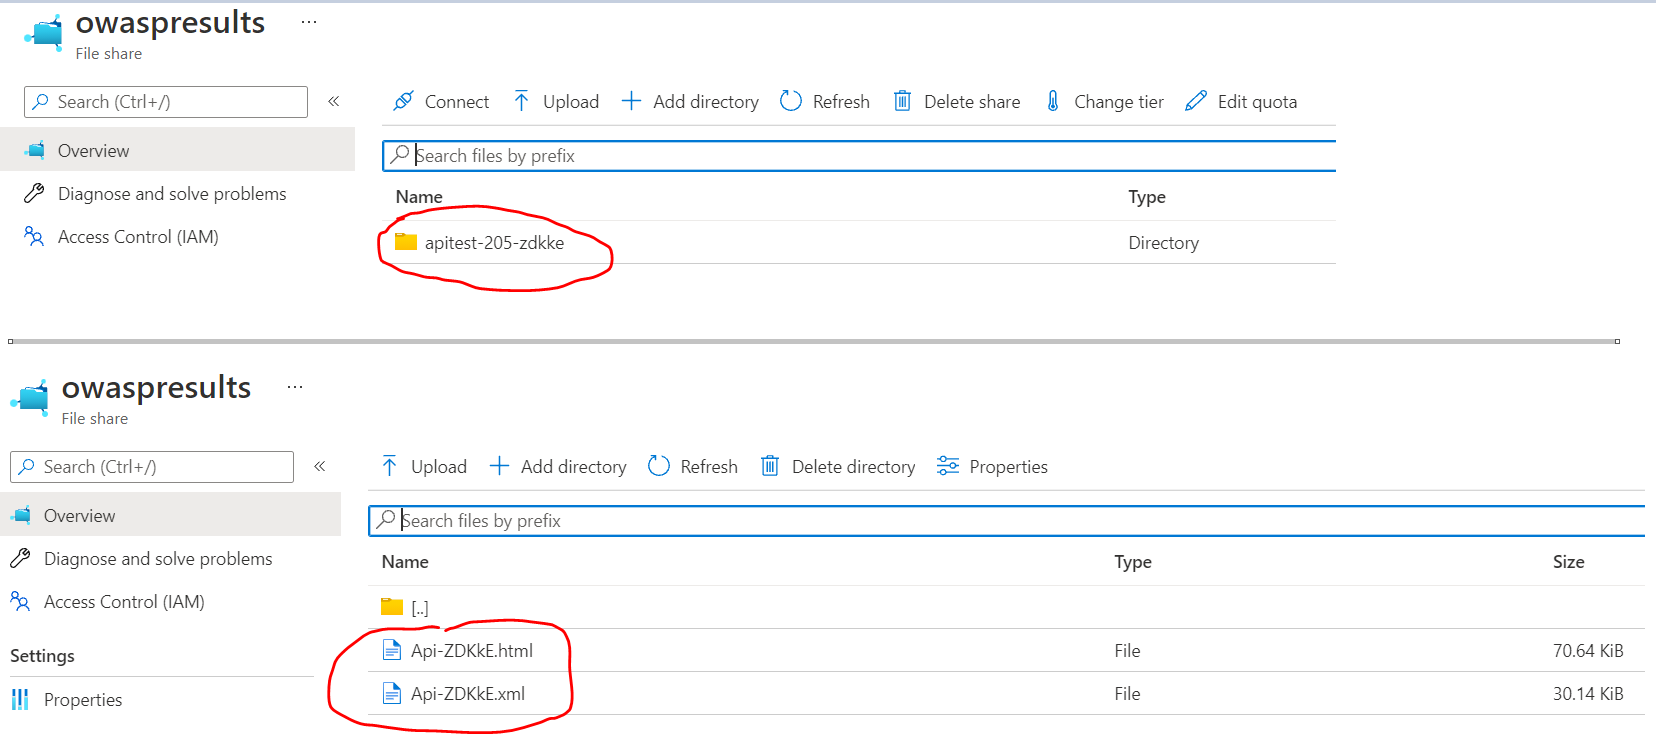 owaspresults ...
File share
Search (Ctrl+/) «
Connect Upload Add directory Refresh Delete share Change tier Edit quota
Overview
Search files by prefix
Diagnose and solve problems
Name Type
Access Control (IAM)
apitest-205-zdkke Directory
owaspresults ...
File share
Search (Ctrl+/) «
Upload Add directory Refresh Delete directory Properties
Overview
Search files by prefix
Diagnose and solve problems
Name Type Size
Access Control (IAM)
[..]
Settings
Api-ZDKkE.html File 70.64 KiB
Properties
Api-ZDKkE.xml File 30.14 KiB